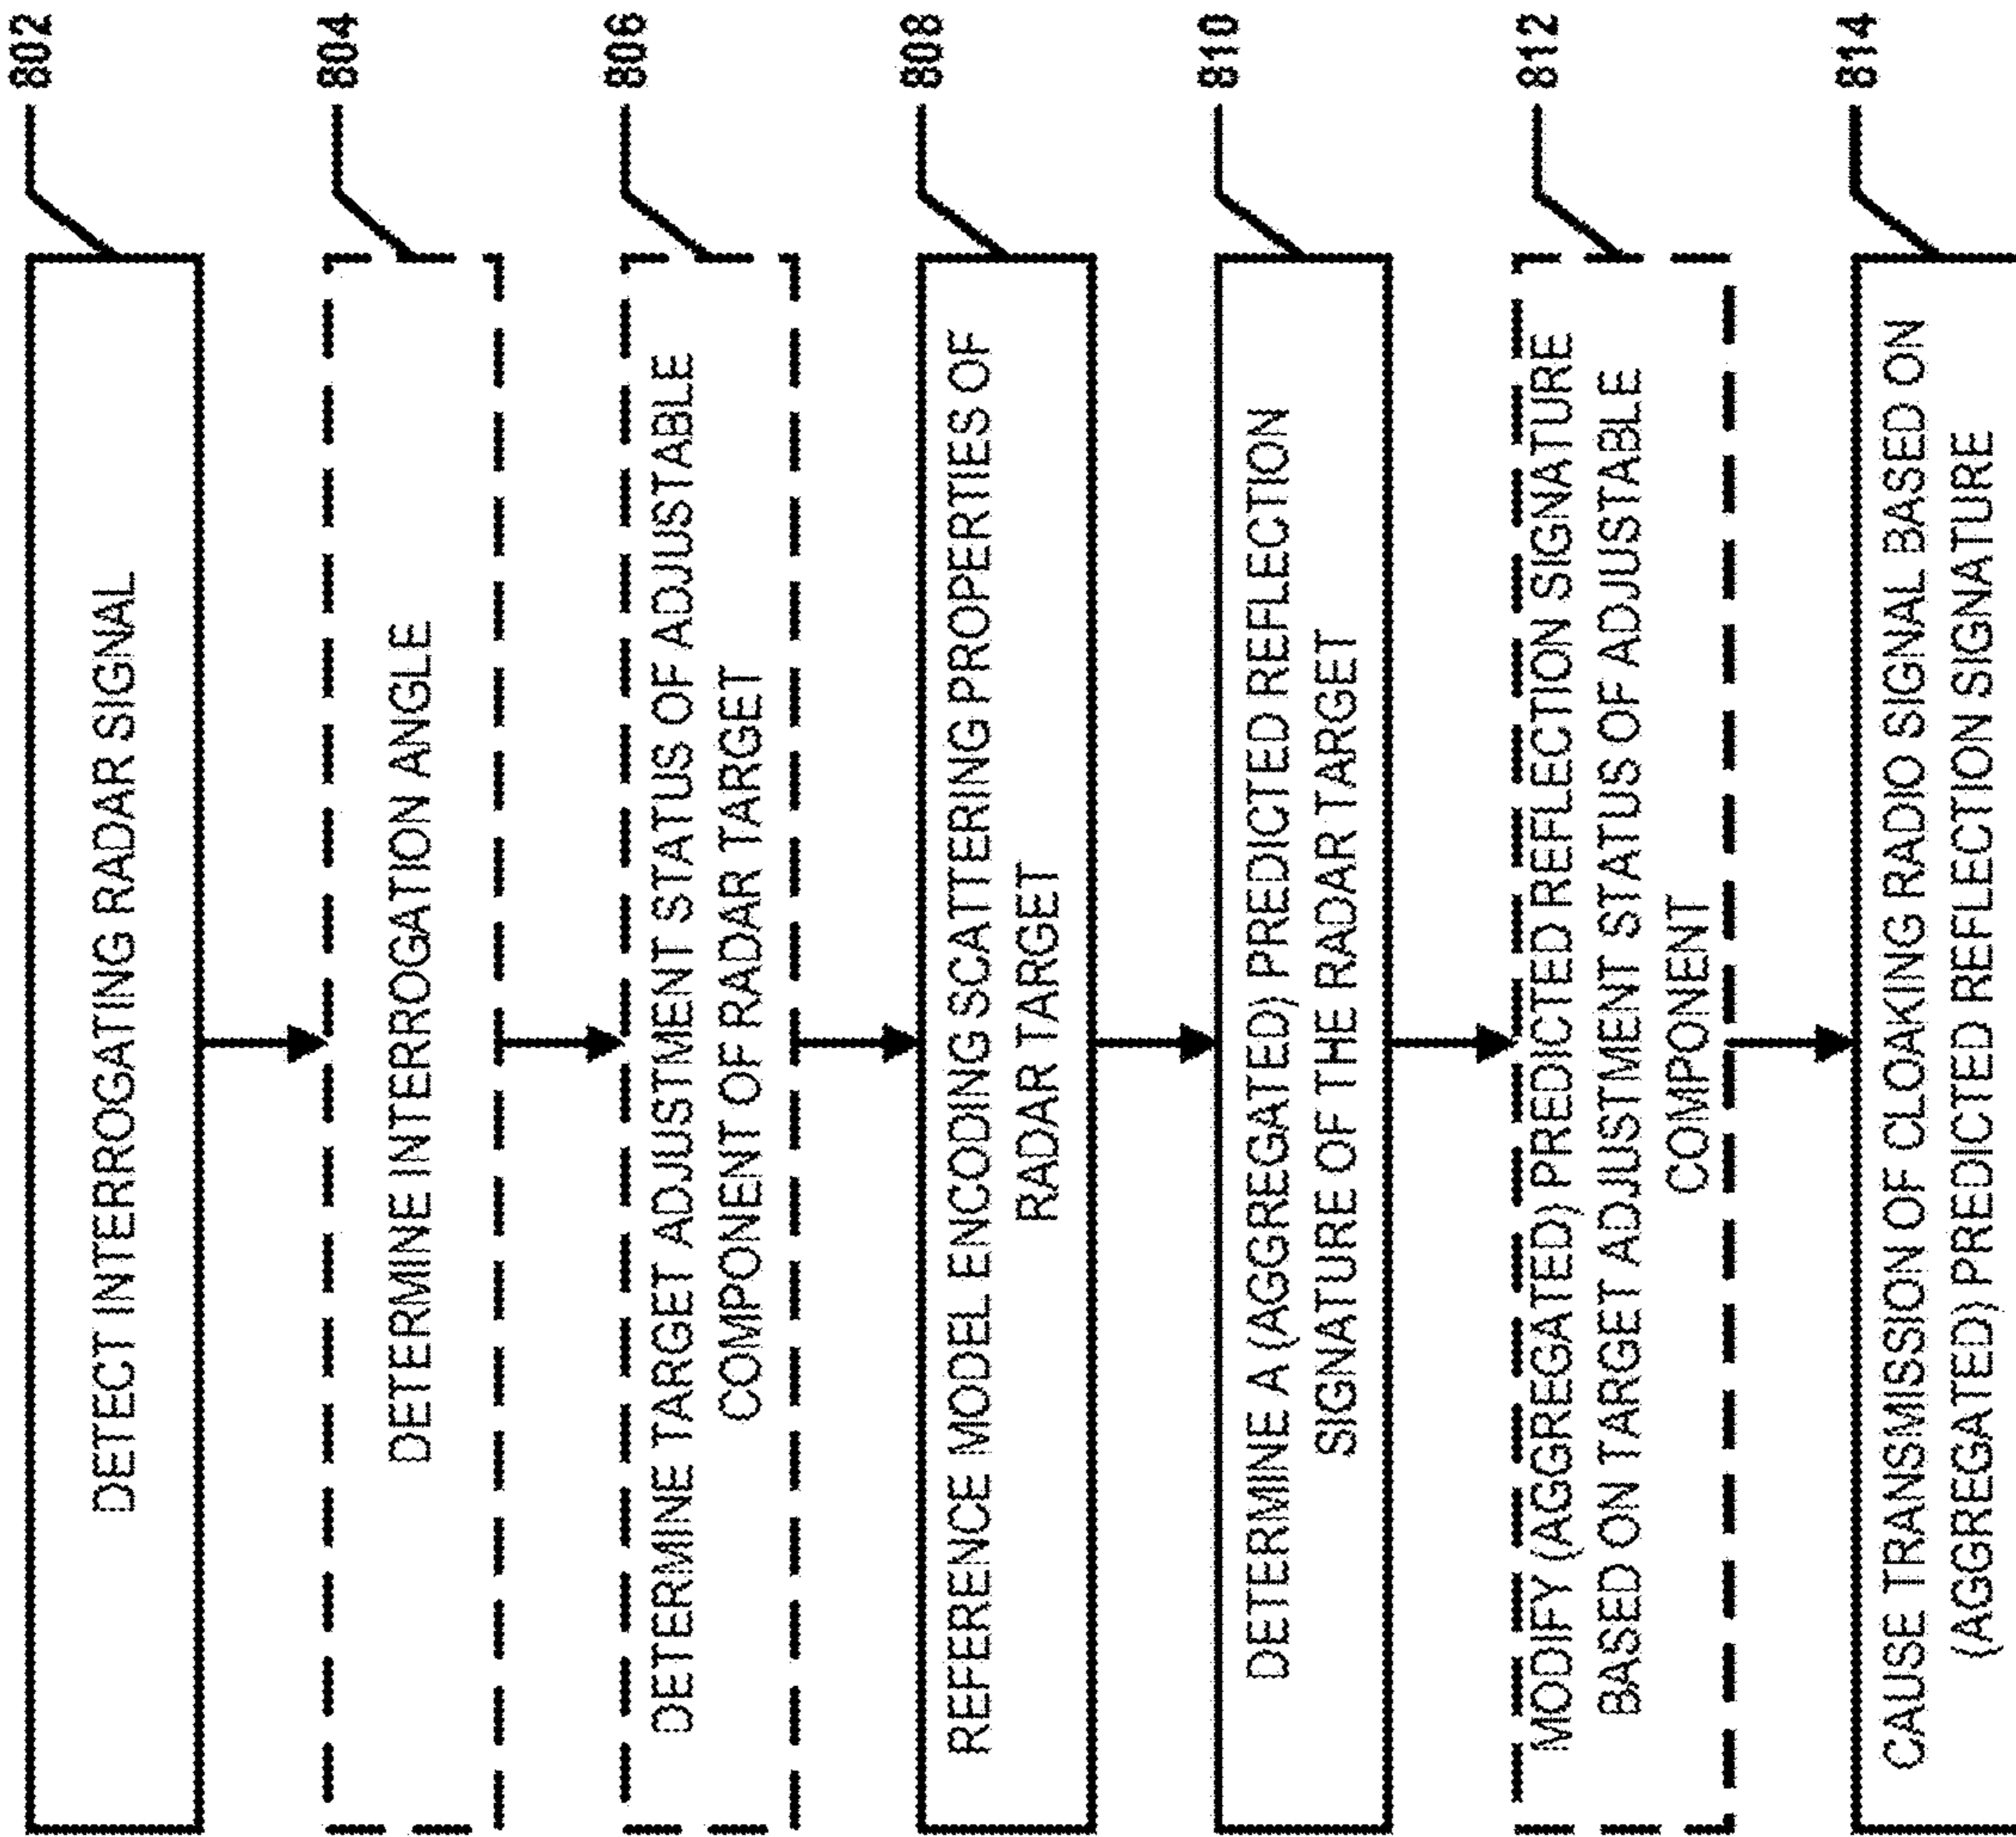 802
DETECT INTERROGATING RADAR SIGNAL
804
DETERMINE INTERROGATION ANGLE
806
DETERMINE TARGET ADJUSTMENT STATUS OF ADJUSTABLE
COMPONENT OF RADAR TARGET
808
REFERENCE MODEL ENCODING SCATTERING PROPERTIES OF
RADAR TARGET
810
DETERMINE A (AGGREGATED) PREDICTED REFLECTION
SIGNATURE OF THE RADAR TARGET
812
MODIFY (AGGREGATED) PREDICTED REFLECTION SIGNATURE
BASED ON TARGET ADJUSTMENT STATUS OF ADJUSTABLE
COMPONENT
814
CAUSE TRANSMISSION OF CLOAKING RADIO SIGNAL BASED ON
(AGGREGATED) PREDICTED REFLECTION SIGNATURE